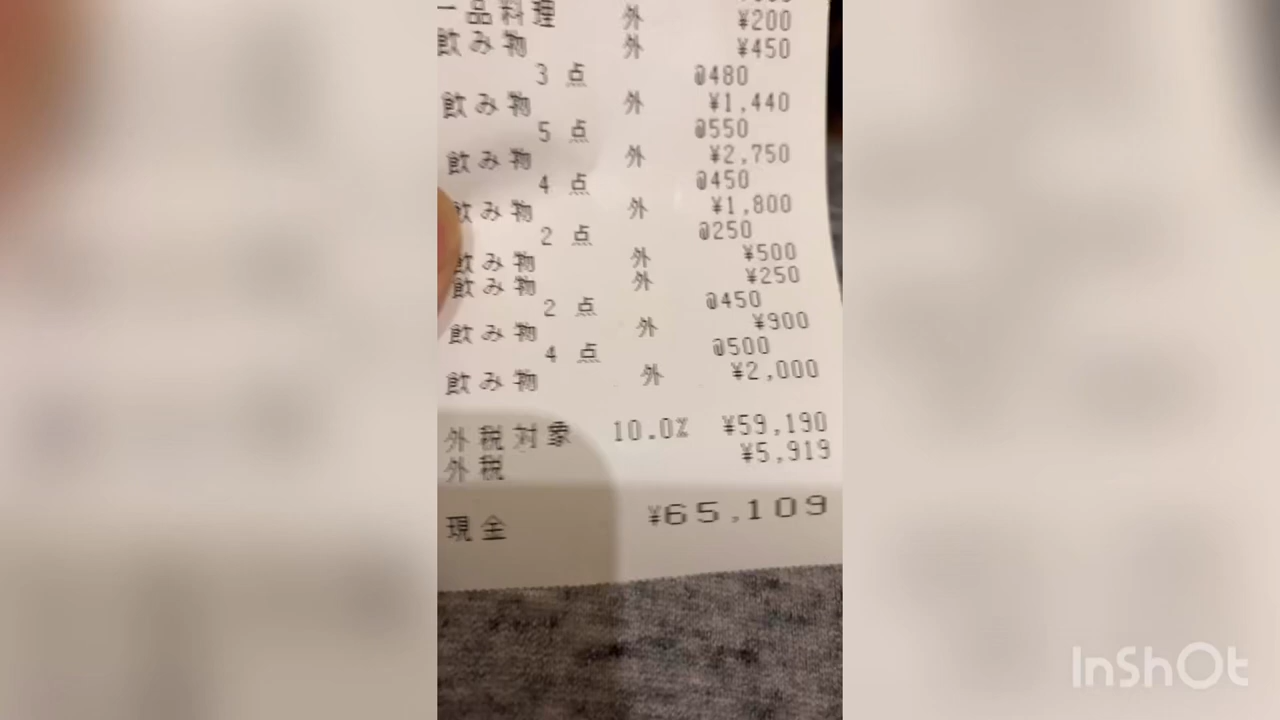 一品料理 外 ¥200
飲み物 外 ¥450
3 点 @480
飲み物 外 ¥1,440
5 点 @550
飲み物 外 ¥2,750
4 点 @450
飲み物 外 ¥1,800
2 点 @250
飲み物 外 ¥500
飲み物 外 ¥250
2 点 @450
飲み物 外 ¥900
4 点 @500
飲み物 外 ¥2,000
外税対象 10.0% ¥59,190
外税 ¥5,919
現金 ¥65,109
InShOt